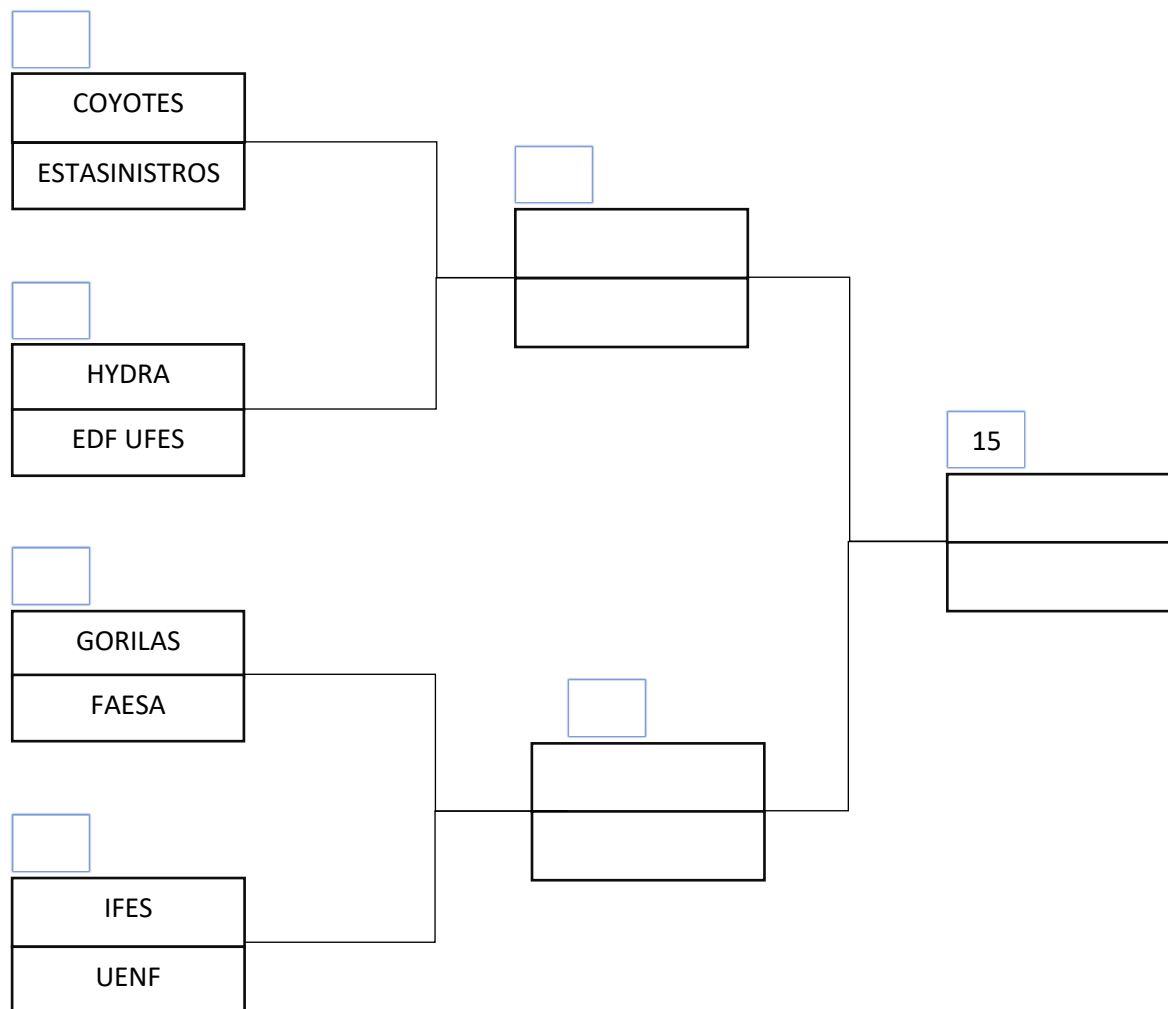 COYOTES
ESTASINISTROS
HYDRA
EDF UFES
15
GORILAS
FAESA
IFES
UENF